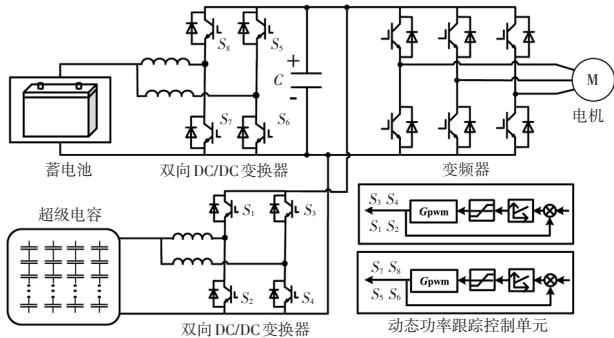 S8
S5
S7
S6
C
+
-
M
电机
蓄电池
双向DC/DC变换器
变频器
超级电容
S1
S3
S2
S4
双向DC/DC变换器
S3 S4
S1 S2
Gpwm
S7 S8
S5 S6
Gpwm
动态功率跟踪控制单元